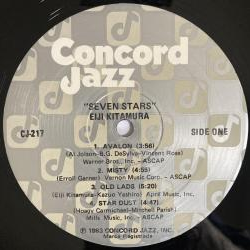 Concord
Jazz
"SEVEN STARS"
EIJI KITAMURA
CJ-217
SIDE ONE
1. AVALON (3:56)
(Al Jolson-B.G. DeSylva-Vincent Rose)
Warner Bros., Inc. - ASCAP
2. MISTY (4:55)
(Erroll Garner) Vernon Music Corp. - ASCAP
3. OLD LADS (5:20)
(Eiji Kitamura-Kazuo Yashiro) April Music, Inc.
STAR DUST (4:47)
(Hoagy Carmichael-Mitchell Parish)
Mills Music, Inc. - ASCAP
℗ 1983 CONCORD JAZZ, INC.
Marca Registrada